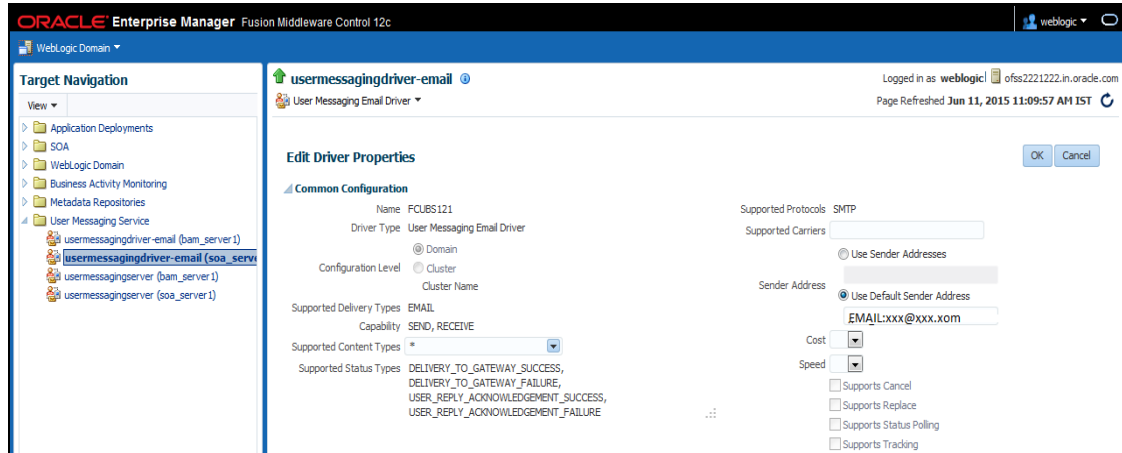 ORACLE Enterprise Manager Fusion Middleware Control 12c
weblogic
WebLogic Domain
Target Navigation
View
Application Deployments
SOA
WebLogic Domain
Business Activity Monitoring
Metadata Repositories
User Messaging Service
usermessagingdriver-email (bam_server1)
usermessagingdriver-email (soa_serve
usermessagingserver (bam_server1)
usermessagingserver (soa_server1)
usermessagingdriver-email
User Messaging Email Driver
Logged in as weblogic ofss2221222.in.oracle.com
Page Refreshed Jun 11, 2015 11:09:57 AM IST
Edit Driver Properties
OK Cancel
Common Configuration
Name FCUBS121
Driver Type User Messaging Email Driver
Configuration Level
Domain
Cluster
Cluster Name
Supported Delivery Types EMAIL
Capability SEND, RECEIVE
Supported Content Types *
Supported Status Types DELIVERY_TO_GATEWAY_SUCCESS,
DELIVERY_TO_GATEWAY_FAILURE,
USER_REPLY_ACKNOWLEDGEMENT_SUCCESS,
USER_REPLY_ACKNOWLEDGEMENT_FAILURE
Supported Protocols SMTP
Supported Carriers
Sender Address
Use Sender Addresses
Use Default Sender Address
EMAIL:xxx@xxx.xom
Cost
Speed
Supports Cancel
Supports Replace
Supports Status Polling
Supports Tracking